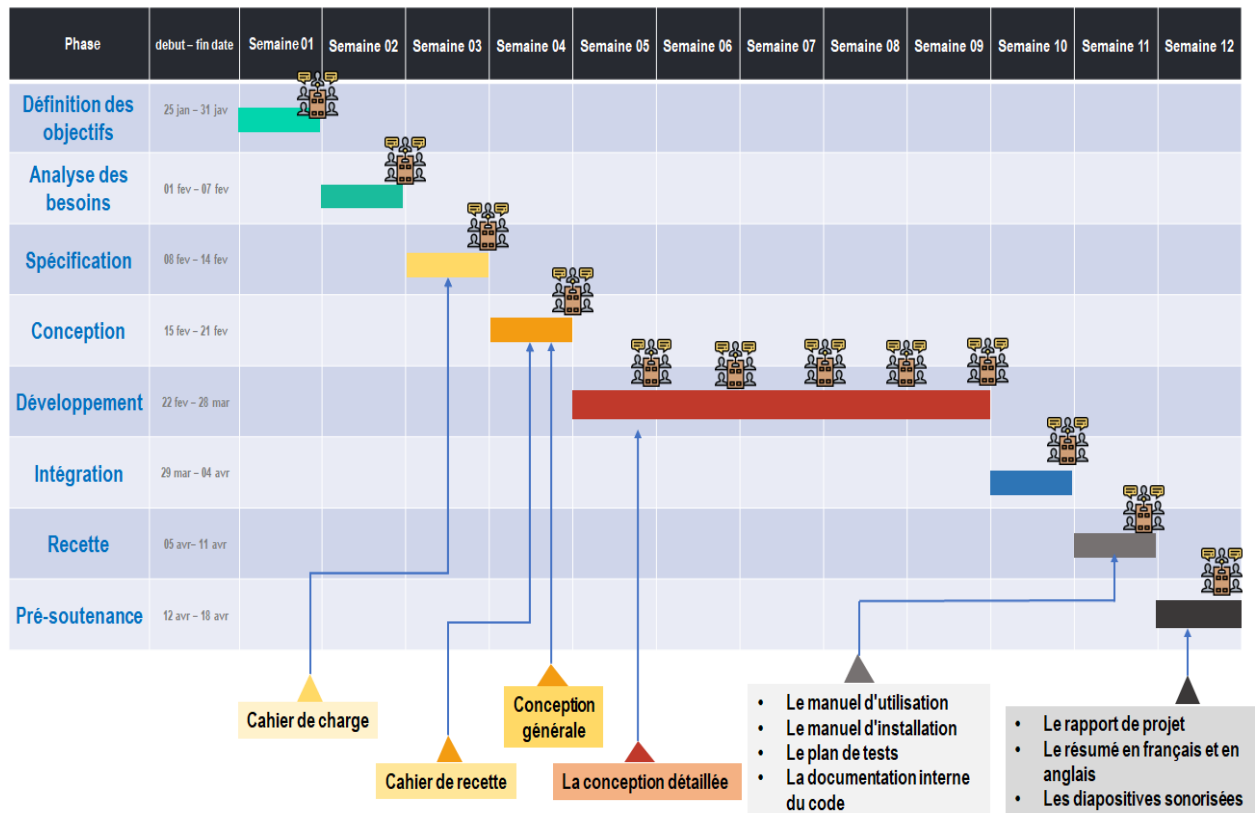 Phase debut – fin date Semaine 01 Semaine 02 Semaine 03 Semaine 04 Semaine 05 Semaine 06 Semaine 07 Semaine 08 Semaine 09 Semaine 10 Semaine 11 Semaine 12
Définition des
objectifs
25 jan – 31 jav
Analyse des
besoins
01 fev – 07 fev
Spécification
08 fev – 14 fev
Conception
15 fev – 21 fev
Développement
22 fev – 28 mar
Intégration
29 mar – 04 avr
Recette
05 avr– 11 avr
Pré-soutenance
12 avr – 18 avr
Cahier de charge
Cahier de recette
Conception
générale
La conception détaillée
• Le manuel d'utilisation
• Le manuel d'installation
• Le plan de tests
• La documentation interne
du code
• Le rapport de projet
• Le résumé en français et en
anglais
• Les diapositives sonorisées